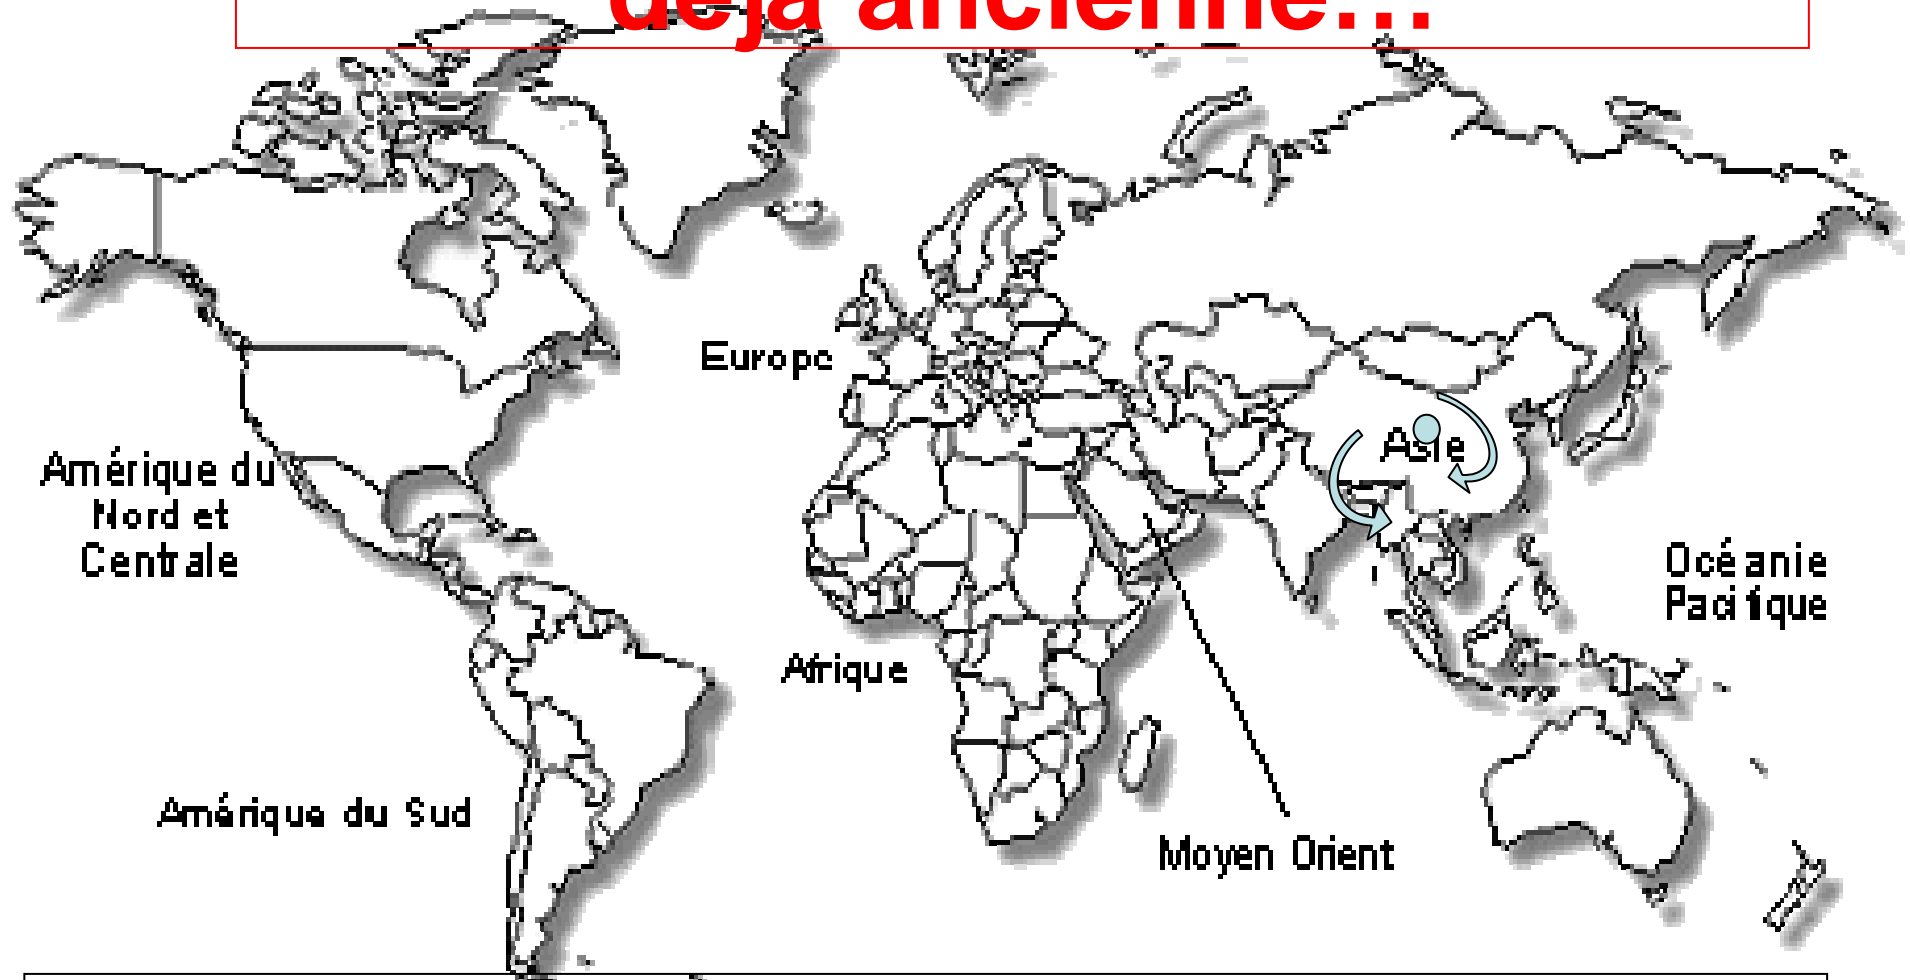 déjà ancienne…
Europe
Asie
Amérique du
Nord et
Centrale
Océanie
Pacifique
Afrique
Amérique du Sud
Moyen Orient